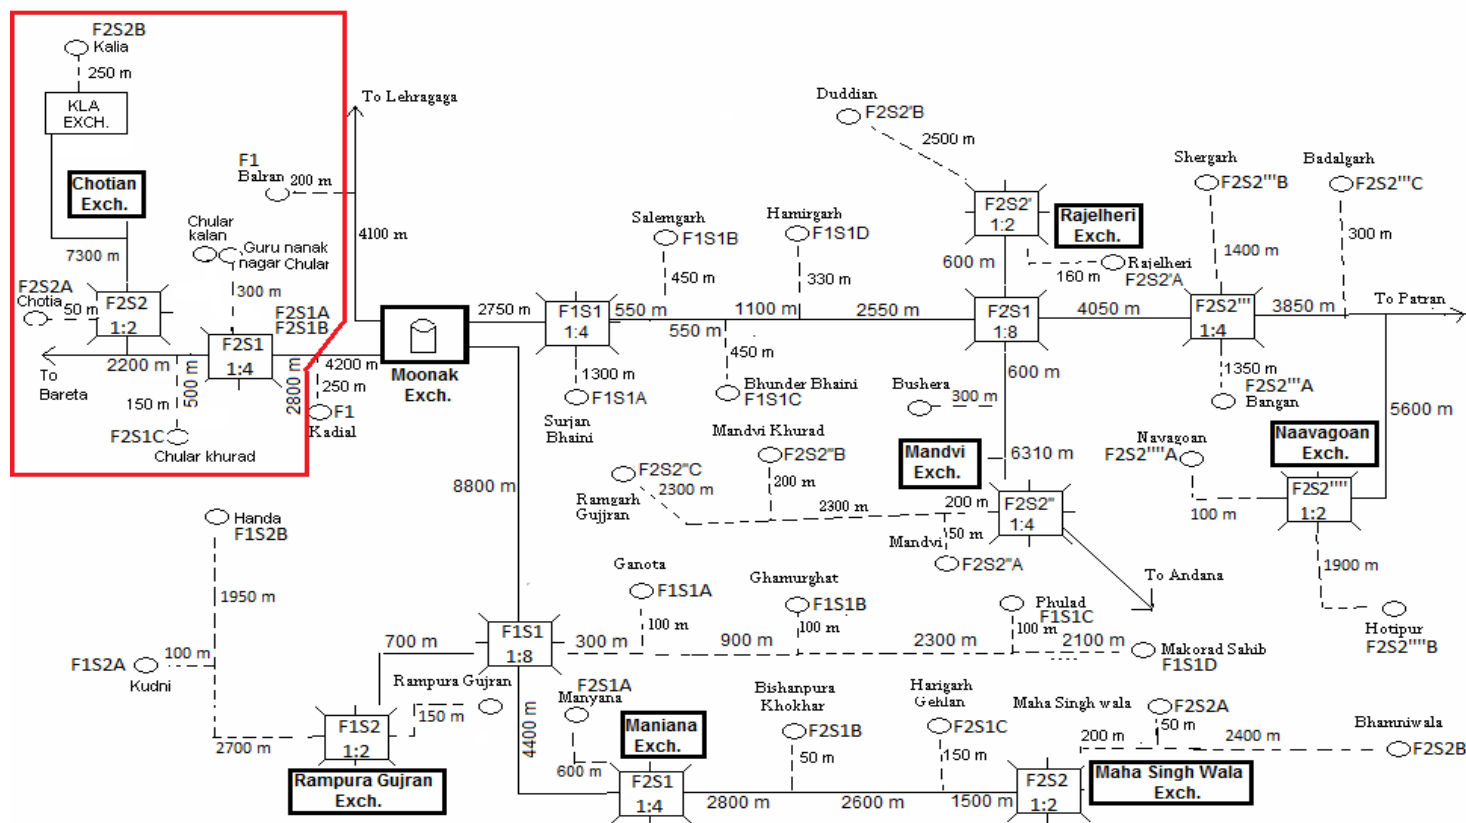 F2S2B
Kalia
250 m
KLA
EXCH.
Chotian
Exch.
7300 m
F2S2A
Chotia
50 m
F2S2
1:2
To
Bareta
2200 m
500 m
150 m
F2S1C
Chular khurad
Chular
kalan
Guru nanak
nagar Chular
300 m
F2S1A
F2S1B
F2S1
1:4
2800 m
F1
Balran
200 m
To Lehragaga
4100 m
4200 m
250 m
F1
Kadial
Moonak
Exch.
2750 m
F1S1
1:4
1300 m
Surjan
Bhaini
F1S1A
550 m
Salemgarh
F1S1B
450 m
550 m
450 m
Bhunder Bhaini
F1S1C
1100 m
Hamirgarh
F1S1D
330 m
2550 m
F2S1
1:8
600 m
Duddian
F2S2'B
2500 m
F2S2'
1:2
Rajelheri
Exch.
160 m
Rajelheri
F2S2'A
4050 m
Shergarh
F2S2'''B
1400 m
F2S2'''
1:4
1350 m
F2S2'''A
Bangan
3850 m
Badalgarh
F2S2'''C
300 m
To Patran
5600 m
Naavagoan
Exch.
Navagoan
F2S2''''A
100 m
F2S2''''
1:2
1900 m
Hotipur
F2S2''''B
600 m
Bushera
300 m
Mandvi
Exch.
6310 m
F2S2''
1:4
200 m
50 m
Mandvi
F2S2''A
2300 m
Mandvi Khurad
F2S2''B
200 m
F2S2''C
2300 m
Ramgarh
Gujjran
To Andana
8800 m
F1S1
1:8
300 m
Ganota
F1S1A
100 m
900 m
Ghamurghat
F1S1B
100 m
2300 m
Phulad
F1S1C
100 m
2100 m
Makorad Sahib
F1S1D
700 m
F1S2
1:2
Rampura Gujran
Exch.
Rampura Gujran
150 m
2700 m
F1S2A
Kudni
100 m
1950 m
Handa
F1S2B
4400 m
F2S1A
Manyana
600 m
Maniana
Exch.
F2S1
1:4
2800 m
Bishanpura
Khokhar
F2S1B
50 m
2600 m
Harigarh
Gehlan
F2S1C
150 m
1500 m
F2S2
1:2
Maha Singh Wala
Exch.
Maha Singh wala
F2S2A
50 m
200 m
2400 m
Bhamniwala
F2S2B